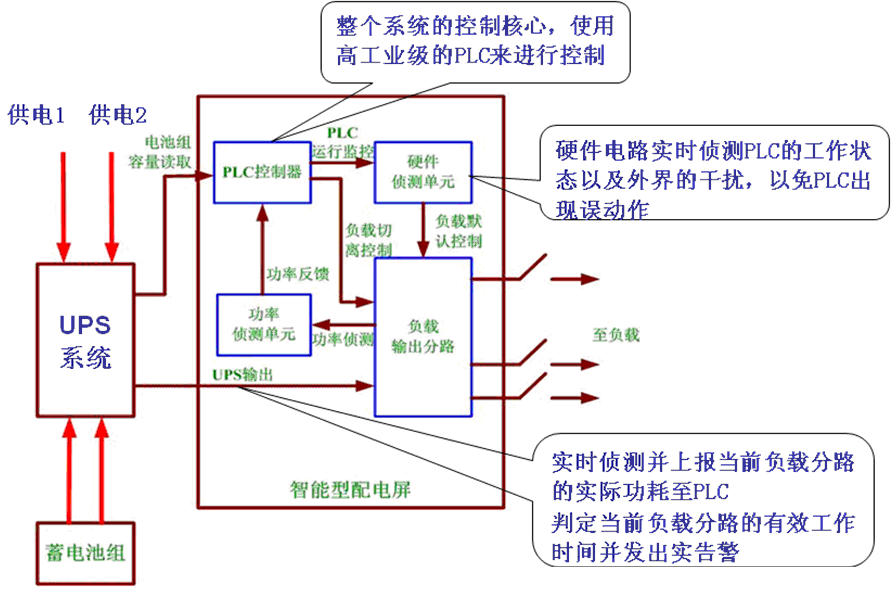 整个系统的控制核心，使用
高工业级的PLC来进行控制
供电1 供电2
电池组
容量读取
PLC控制器
PLC
运行监控
硬件
侦测单元
硬件电路实时侦测PLC的工作状
态以及外界的干扰，以免PLC出
现误动作
负载切
离控制
负载默
认控制
功率反馈
UPS
系统
功率
侦测单元
功率侦测
负载
输出分路
至负载
UPS输出
智能型配电屏
实时侦测并上报当前负载分路
的实际功耗至PLC
判定当前负载分路的有效工作
时间并发出实告警
蓄电池组